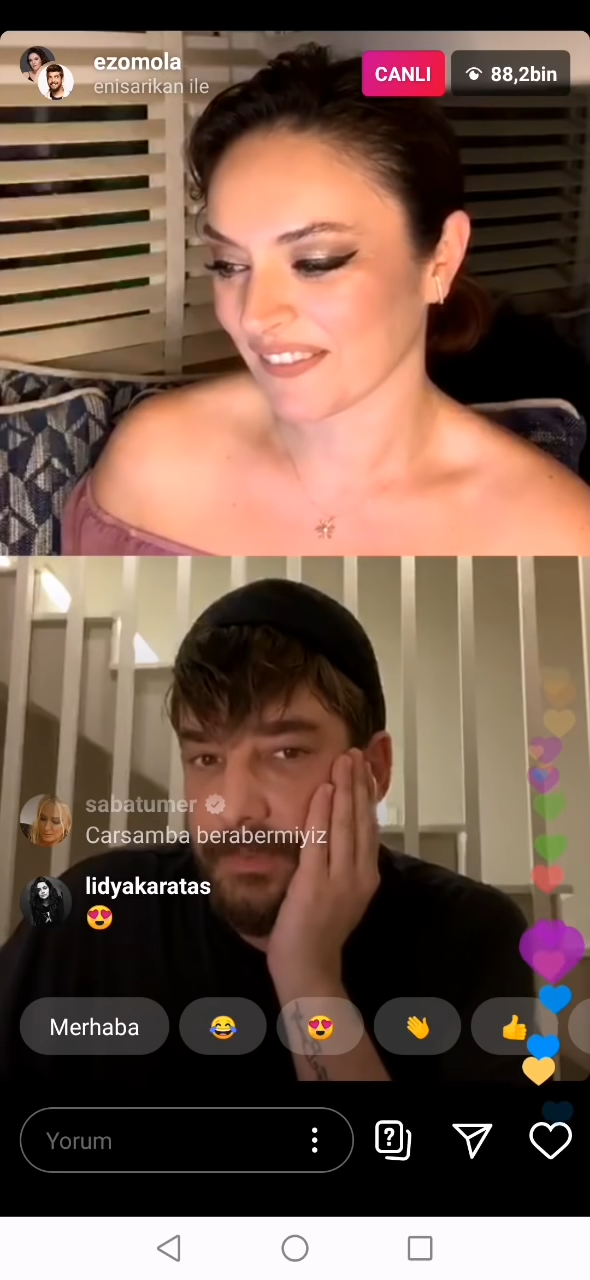 ezomola
enisarikan ile
CANLI
88,2bin
sabatumer
Carsamba berabermiyiz
lidyakaratas
Merhaba
Yorum